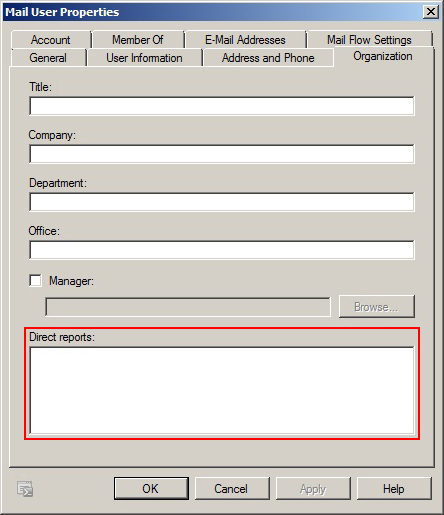 Mail User Properties
Account Member Of E-Mail Addresses Mail Flow Settings
General User Information Address and Phone Organization
Title:
Company:
Department:
Office:
Manager:
Browse...
Direct reports:
OK Cancel Apply Help